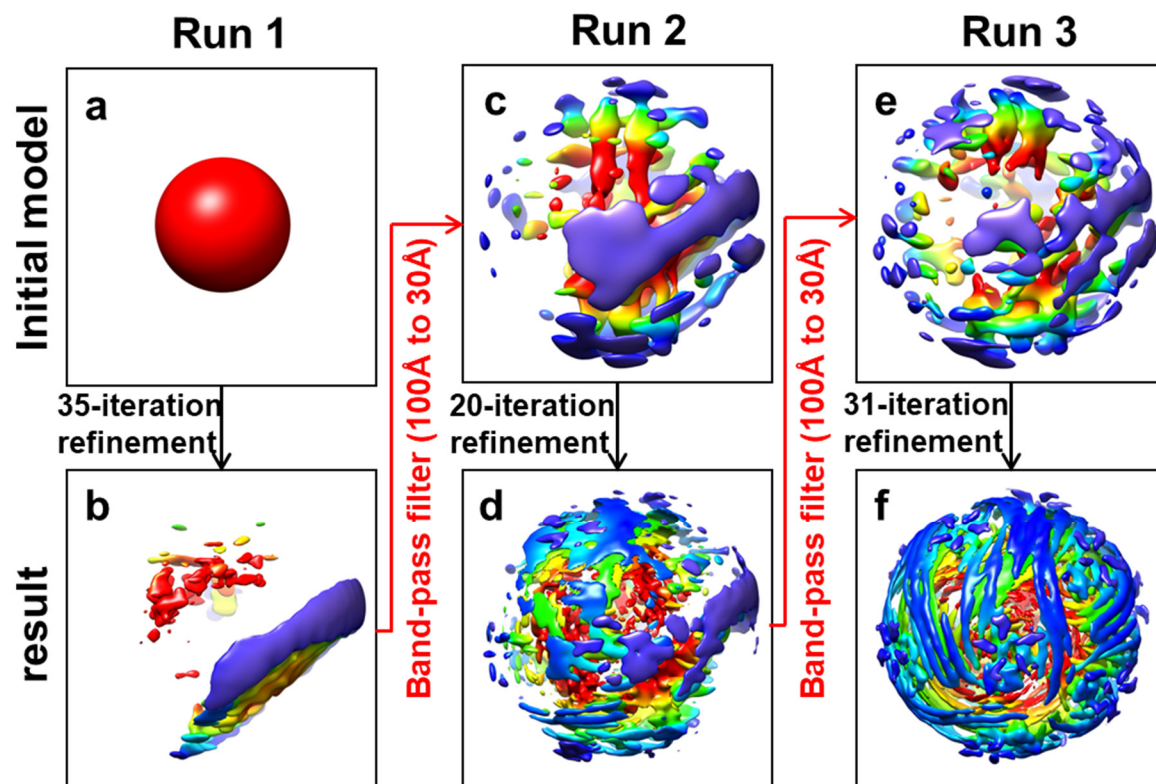 Run 1
Run 2
Run 3
Initial model
a
c
e
35-iteration
refinement
20-iteration
refinement
31-iteration
refinement
Band-pass filter (100Å to 30Å)
Band-pass filter (100Å to 30Å)
result
b
d
f